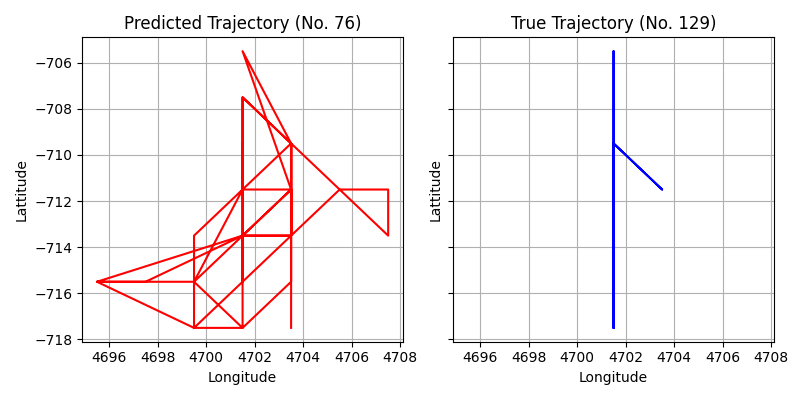 Predicted Trajectory (No. 76)
True Trajectory (No. 129)
−706
−708
−710
−712
−714
−716
−718
Lattitude
Lattitude
4696 4698 4700 4702 4704 4706 4708
4696 4698 4700 4702 4704 4706 4708
Longitude
Longitude